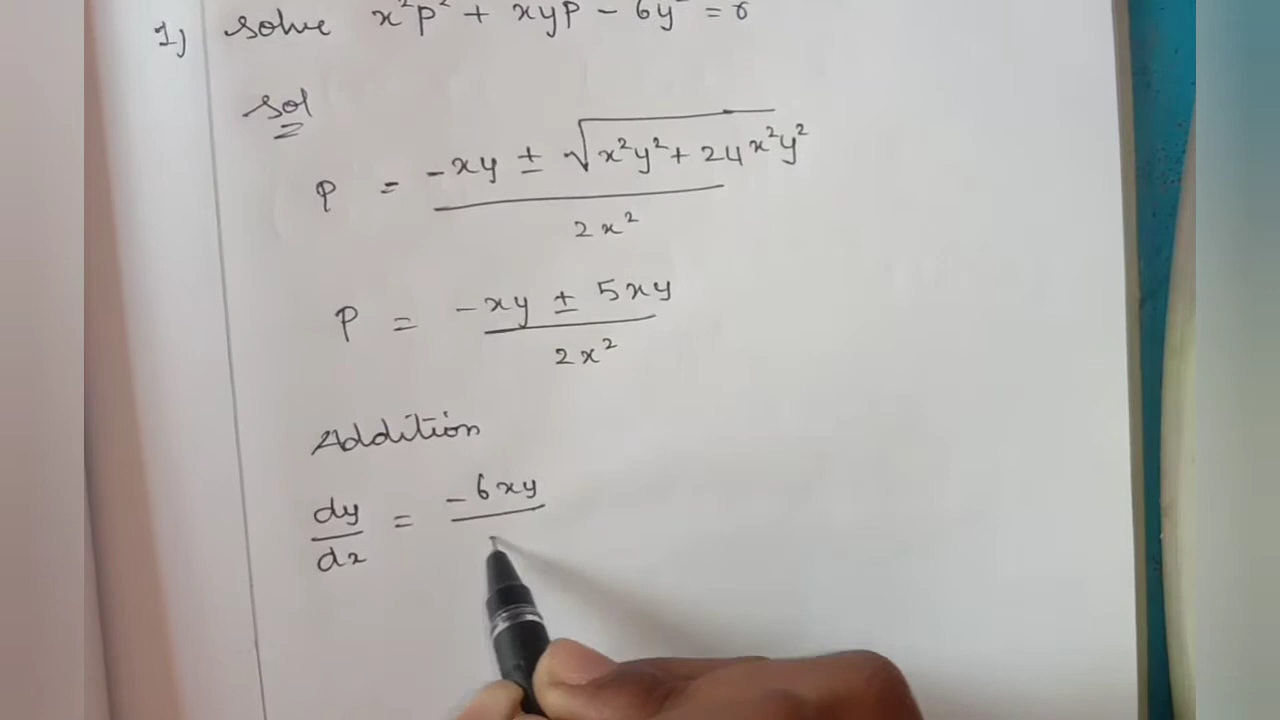 1) solve x²p² + xyp - 6y² = 0
Sol
P = -xy ± √x²y² + 24x²y² / 2x²
P = -xy ± 5xy / 2x²
Addition
dy/dx = -6xy